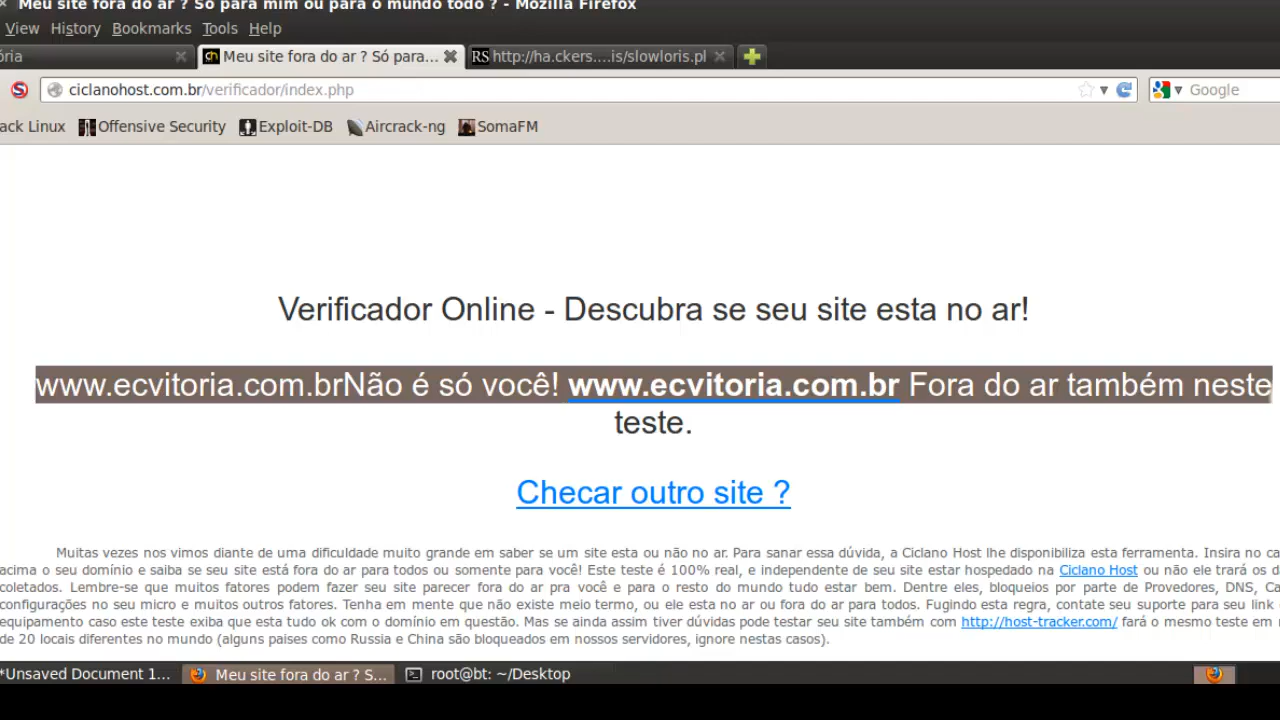 Meu site fora do ar ? Só para mim ou para o mundo todo ? - Mozilla Firefox
View History Bookmarks Tools Help
ória Meu site fora do ar ? Só para... RS http://ha.ckers....is/slowloris.pl
ciclanohost.com.br/verificador/index.php Google
ack Linux Offensive Security Exploit-DB Aircrack-ng SomaFM
Verificador Online - Descubra se seu site esta no ar!
www.ecvitoria.com.brNão é só você! www.ecvitoria.com.br Fora do ar também neste
teste.
Checar outro site ?
Muitas vezes nos vimos diante de uma dificuldade muito grande em saber se um site esta ou não no ar. Para sanar essa dúvida, a Ciclano Host lhe disponibiliza esta ferramenta. Insira no ca
acima o seu domínio e saiba se seu site está fora do ar para todos ou somente para você! Este teste é 100% real, e independente de seu site estar hospedado na Ciclano Host ou não ele trará os d
coletados. Lembre-se que muitos fatores podem fazer seu site parecer fora do ar pra você e para o resto do mundo tudo estar bem. Dentre eles, bloqueios por parte de Provedores, DNS, Ca
configurações no seu micro e muitos outros fatores. Tenha em mente que não existe meio termo, ou ele esta no ar ou fora do ar para todos. Fugindo esta regra, contate seu suporte para seu link
equipamento caso este teste exiba que esta tudo ok com o domínio em questão. Mas se ainda assim tiver dúvidas pode testar seu site também com http://host-tracker.com/ fará o mesmo teste em
de 20 locais diferentes no mundo (alguns paises como Russia e China são bloqueados em nossos servidores, ignore nestas casos).
*Unsaved Document 1... Meu site fora do ar ? S... root@bt: ~/Desktop